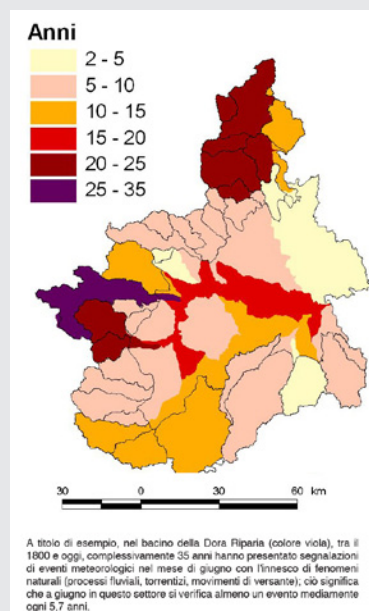 Anni
2 - 5
5 - 10
10 - 15
15 - 20
20 - 25
25 - 35
30 0 30 60 km
A titolo di esempio, nel bacino della Dora Riparia (colore viola), tra il
1800 e oggi, complessivamente 35 anni hanno presentato segnalazioni
di eventi meteorologici nel mese di giugno con l'innesco di fenomeni
naturali (processi fluviali, torrentizi, movimenti di versante); ciò significa
che a giugno in questo settore si verifica almeno un evento mediamente
ogni 5,7 anni.